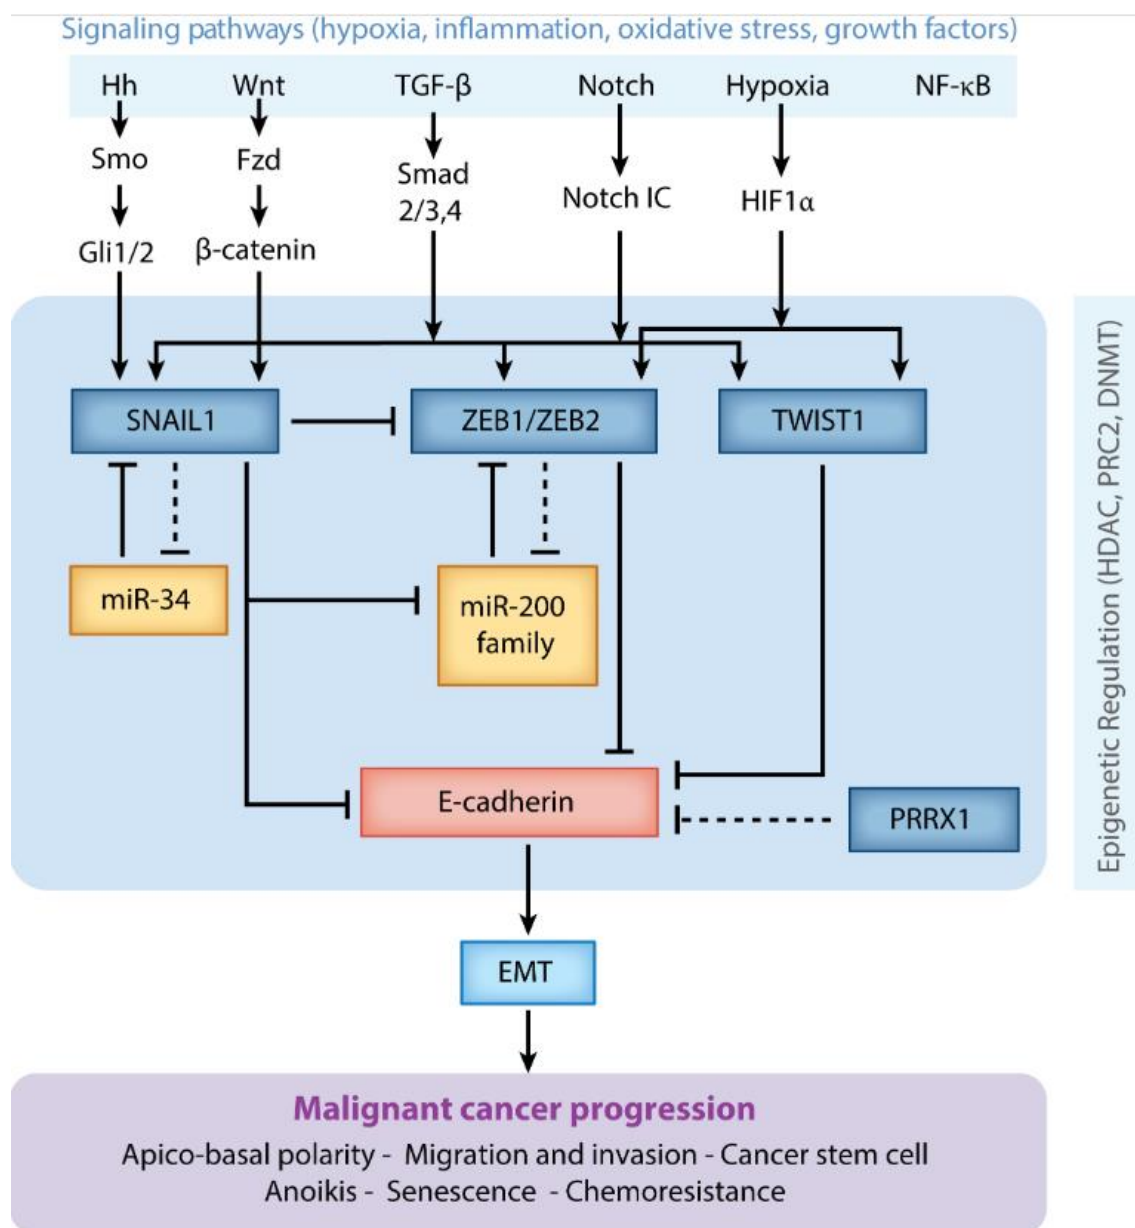 Signaling pathways (hypoxia, inflammation, oxidative stress, growth factors)
Hh
Wnt
TGF-β
Notch
Hypoxia
NF-κB
Smo
Fzd
Smad
2/3,4
Notch IC
HIF1α
Gli1/2
β-catenin
SNAIL1
ZEB1/ZEB2
TWIST1
miR-34
miR-200
family
E-cadherin
PRRX1
EMT
Epigenetic Regulation (HDAC, PRC2, DNMT)
Malignant cancer progression
Apico-basal polarity - Migration and invasion - Cancer stem cell
Anoikis - Senescence - Chemoresistance